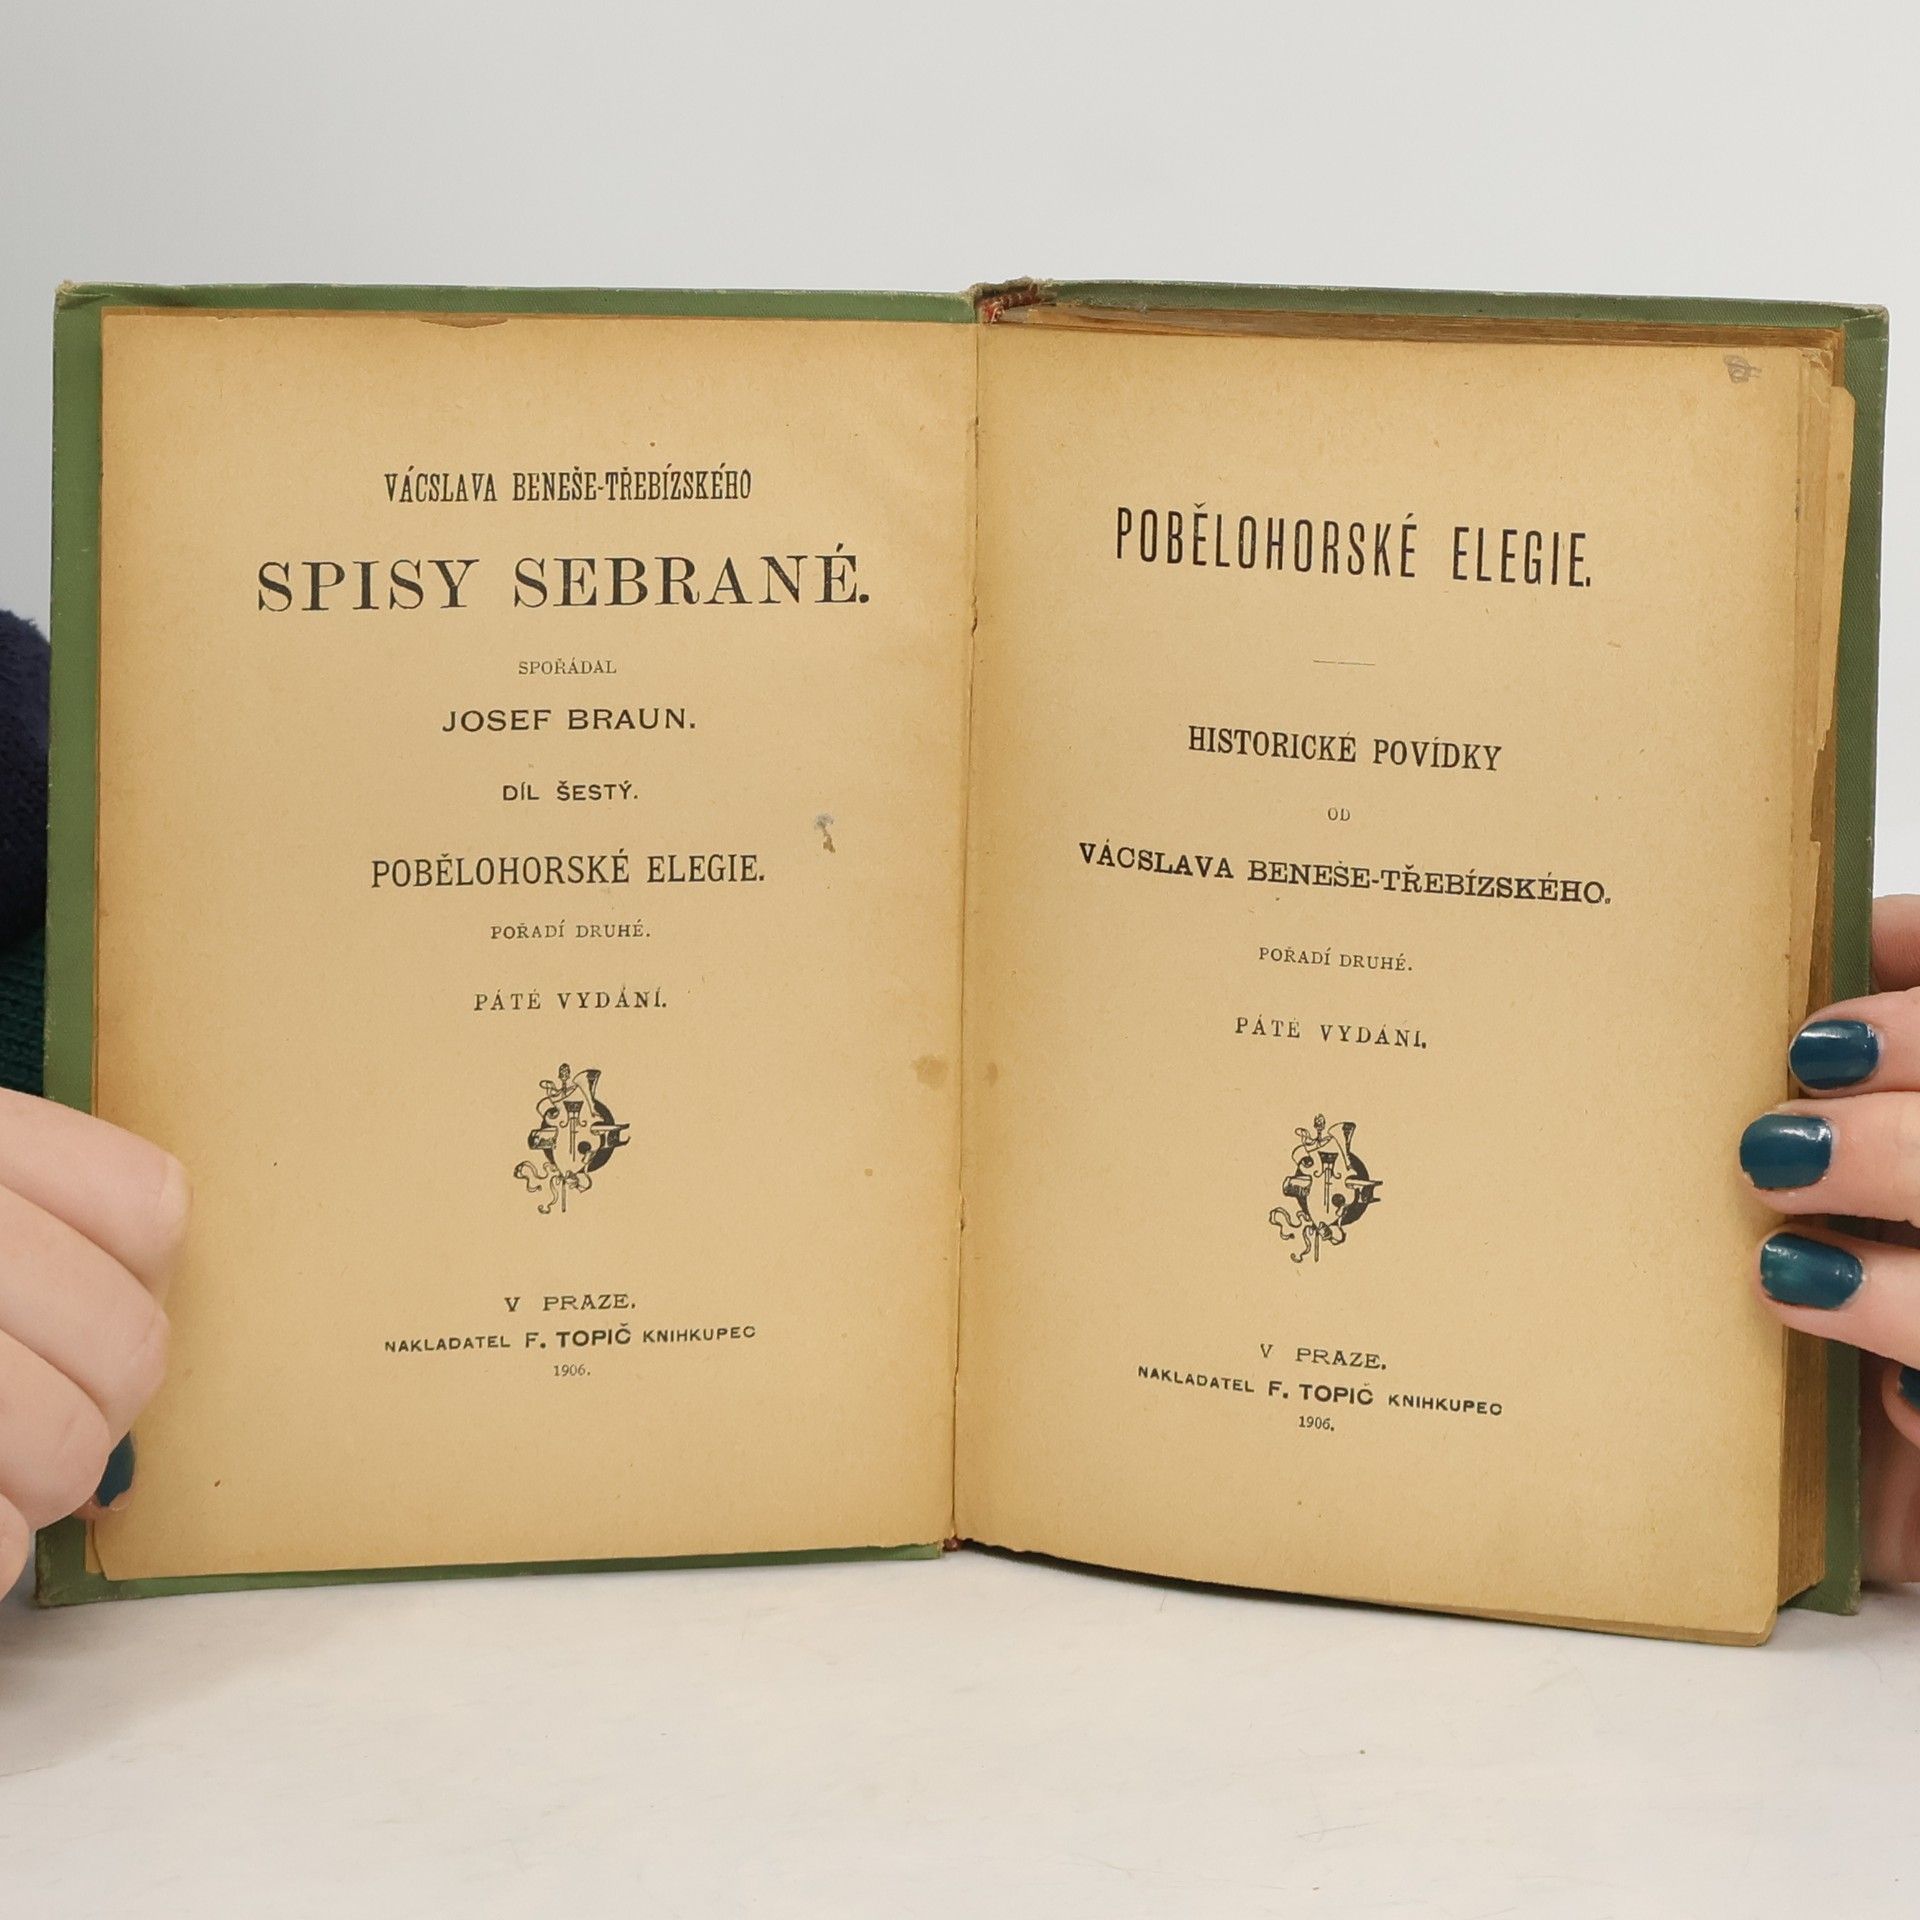 VÁCSLAVA BENEŠE-TŘEBÍZSKÉHO
SPISY SEBRANÉ.
SPOŘÁDAL
JOSEF BRAUN.
DÍL ŠESTÝ.
POBĚLOHORSKÉ ELEGIE.
POŘADÍ DRUHÉ.
PÁTÉ VYDÁNÍ.
V PRAZE.
NAKLADATEL F. TOPIČ KNIHKUPEC
1906.
POBĚLOHORSKÉ ELEGIE.
HISTORICKÉ POVÍDKY
OD
VÁCSLAVA BENEŠE-TŘEBÍZSKÉHO.
POŘADÍ DRUHÉ.
PÁTÉ VYDÁNÍ.
V PRAZE.
NAKLADATEL F. TOPIČ KNIHKUPEC
1906.